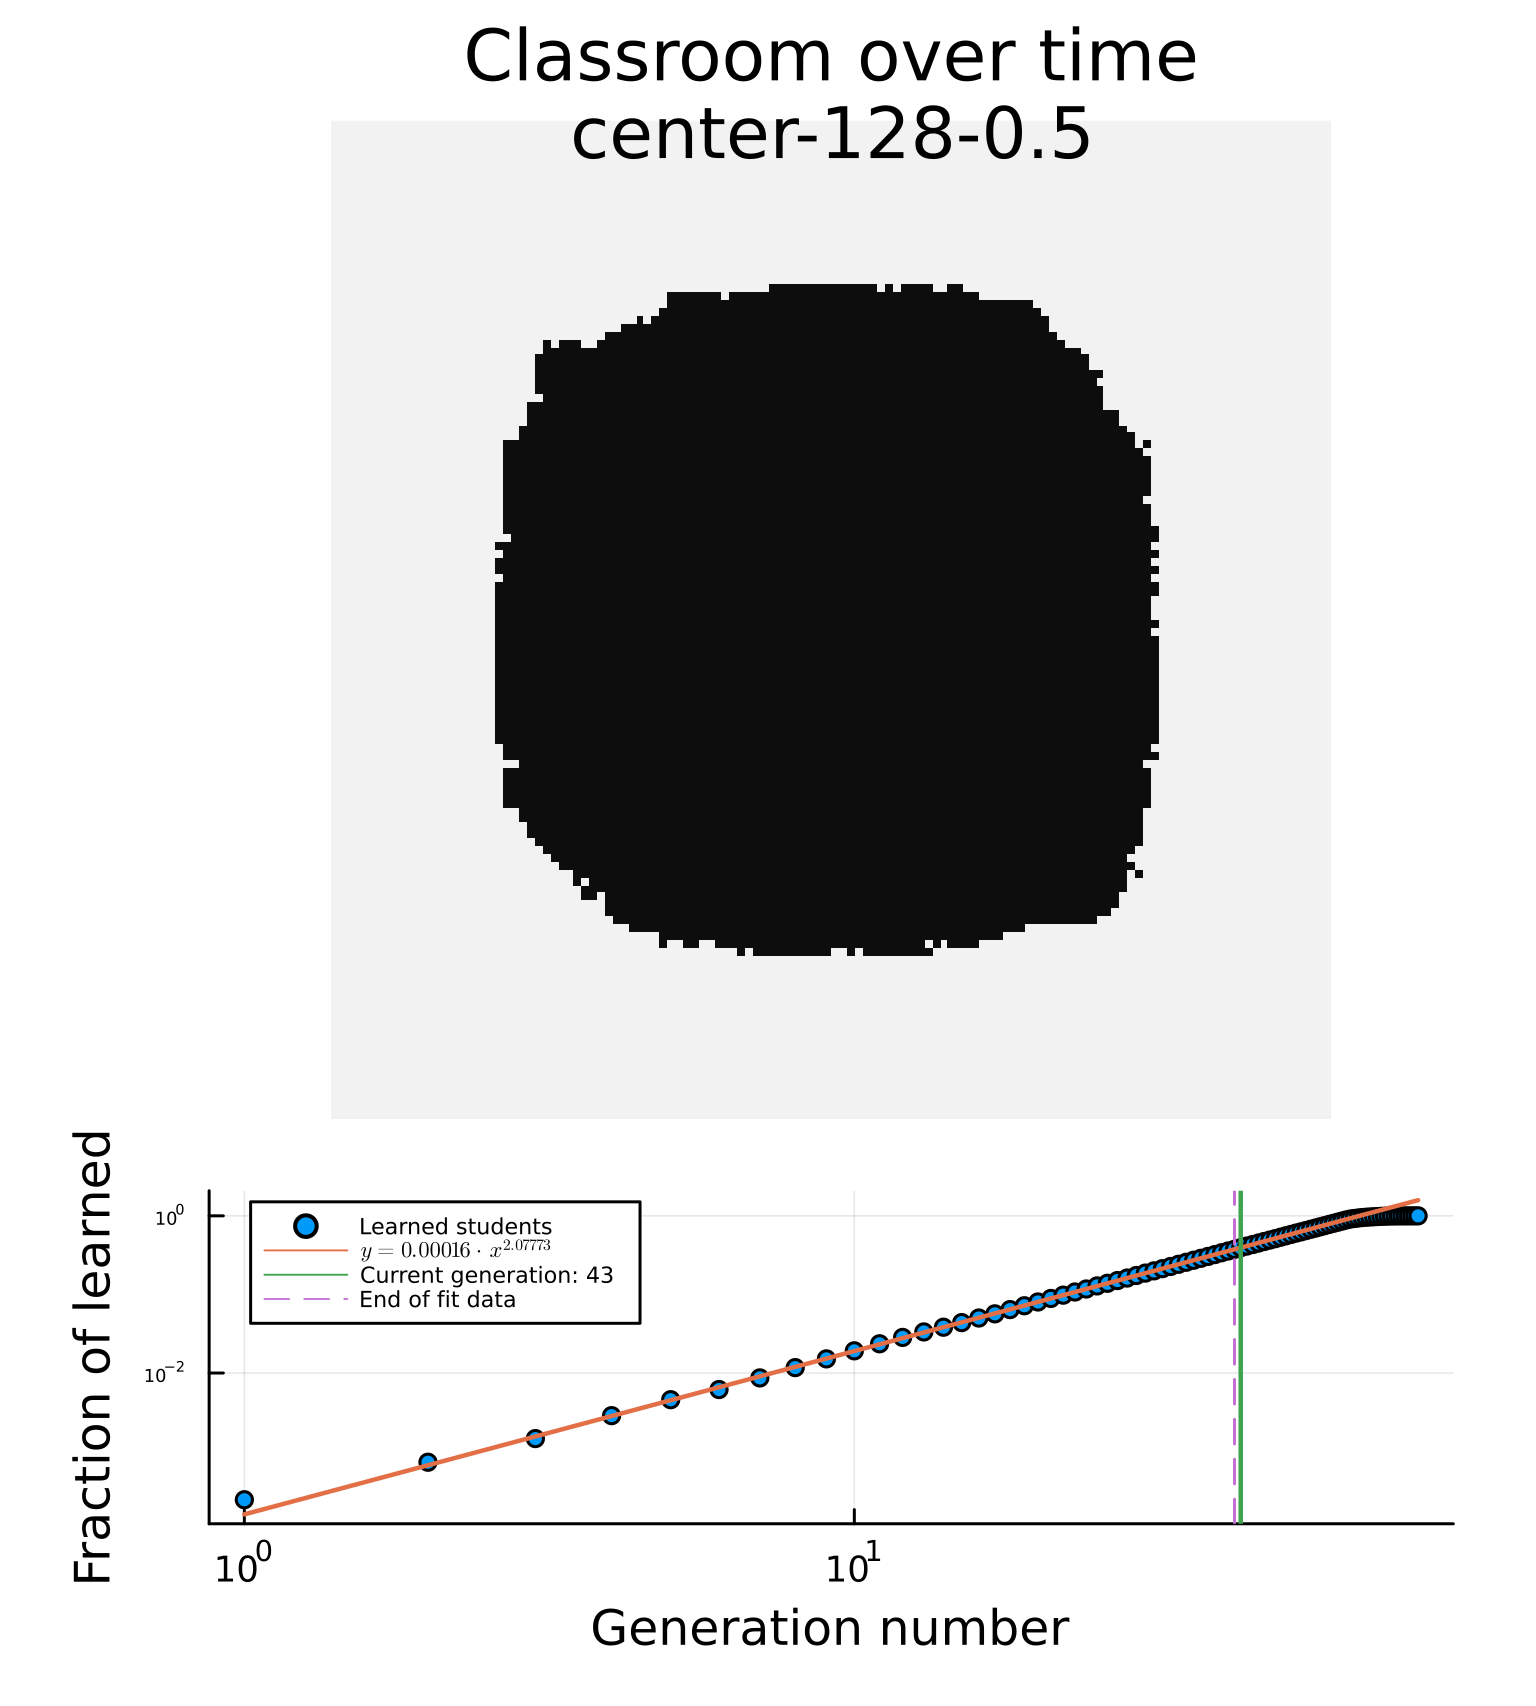 Classroom over time
center-128-0.5
Fraction of learned
10⁰
10⁻²
Learned students
y = 0.00016 · x^2.07773
Current generation: 43
End of fit data
10⁰ 10¹
Generation number